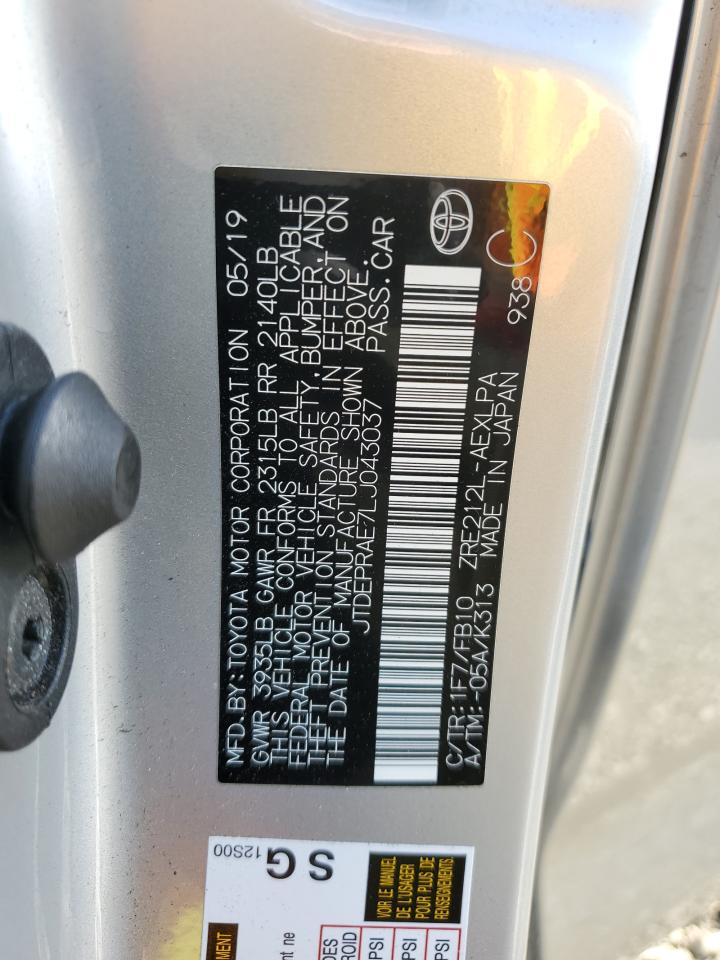 MFD.BY:TOYOTA MOTOR CORPORATION 05/19
GVWR 3935LB GAWR FR 2315LB RR 2140LB
THIS VEHICLE CONFORMS TO ALL APPLICABLE
FEDERAL MOTOR VEHICLE SAFETY,BUMPER,AND
THEFT PREVENTION STANDARDS IN EFFECT ON
THE DATE OF MANUFACTURE SHOWN ABOVE.
JTDEPRAE7LJ043037 PASS.CAR
C/TR:1F7/FB10 ZRE212L-AEXLPA
A/TM:-05A/K313 MADE IN JAPAN
938 C
SG
12S00
VOIR LE MANUEL
DE L'USAGER
POUR PLUS DE
RENSEIGNEMENTS.
PSI
PSI
PSI